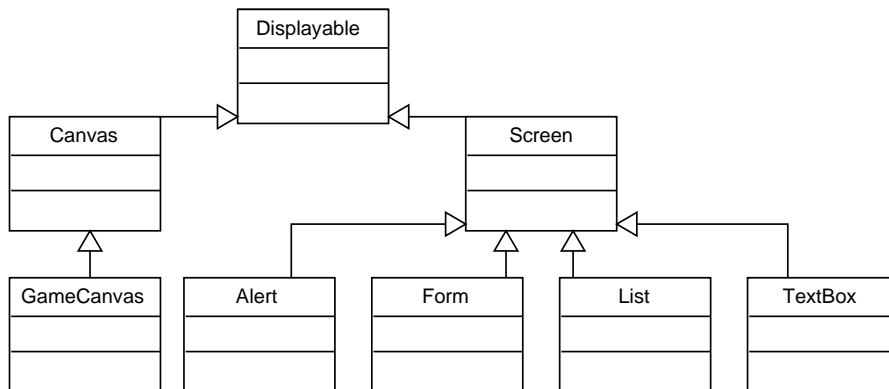 Displayable
Canvas
Screen
GameCanvas
Alert
Form
List
TextBox